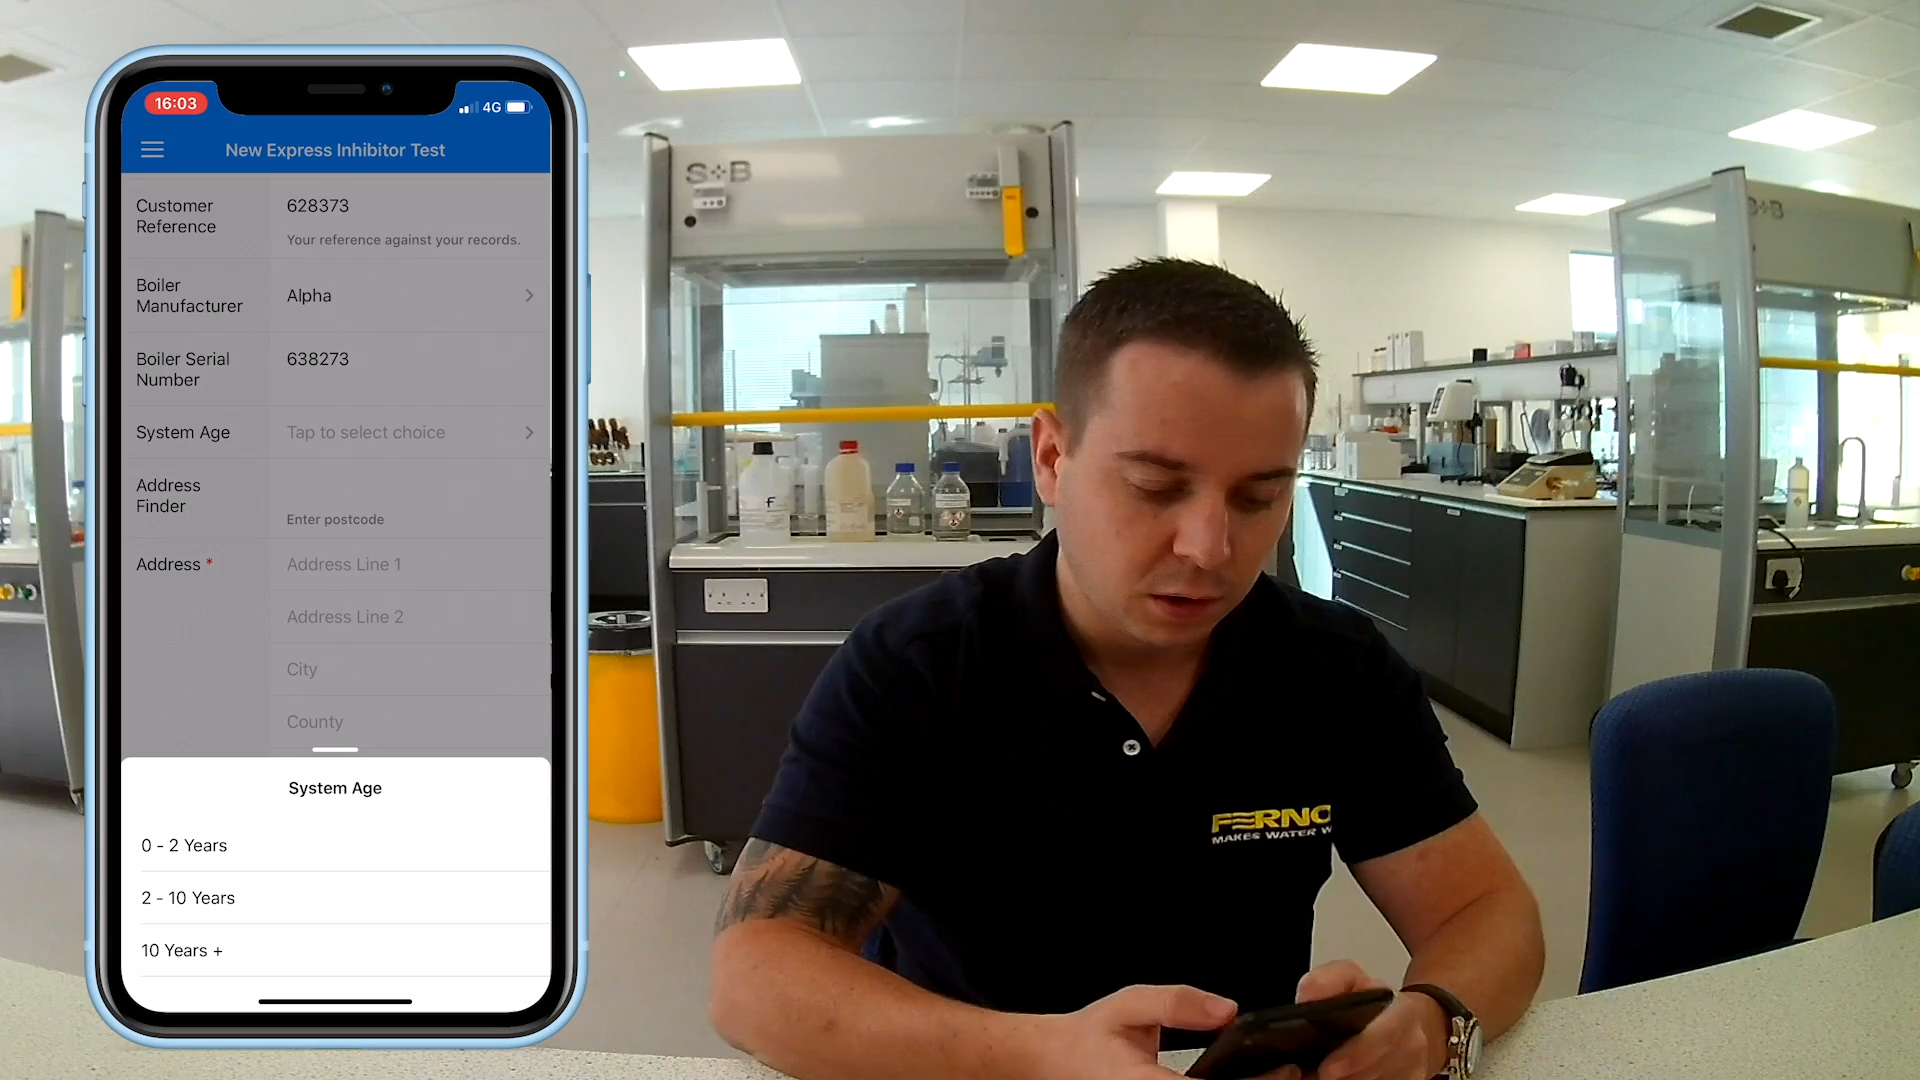 16:03
4G
New Express Inhibitor Test
Customer
Reference
628373
Your reference against your records.
Boiler
Manufacturer
Alpha
Boiler Serial
Number
638273
System Age
Tap to select choice
Address
Finder
Enter postcode
Address *
Address Line 1
Address Line 2
City
County
System Age
0 - 2 Years
2 - 10 Years
10 Years +
S+B
S+B
f
FERNO
MAKES WATER W